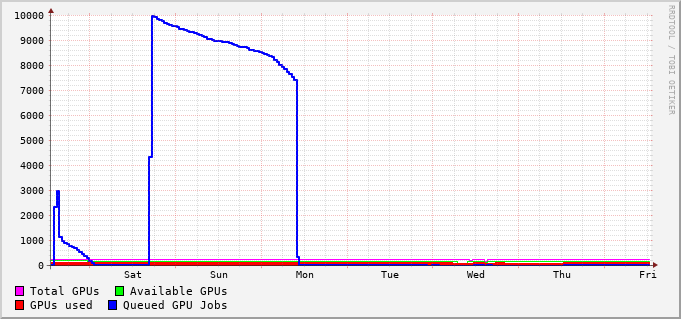 RRDTOOL / TOBI OETIKER
10000
9000
8000
7000
6000
5000
4000
3000
2000
1000
0
Sat Sun Mon Tue Wed Thu Fri
Total GPUs Available GPUs
GPUs used Queued GPU Jobs